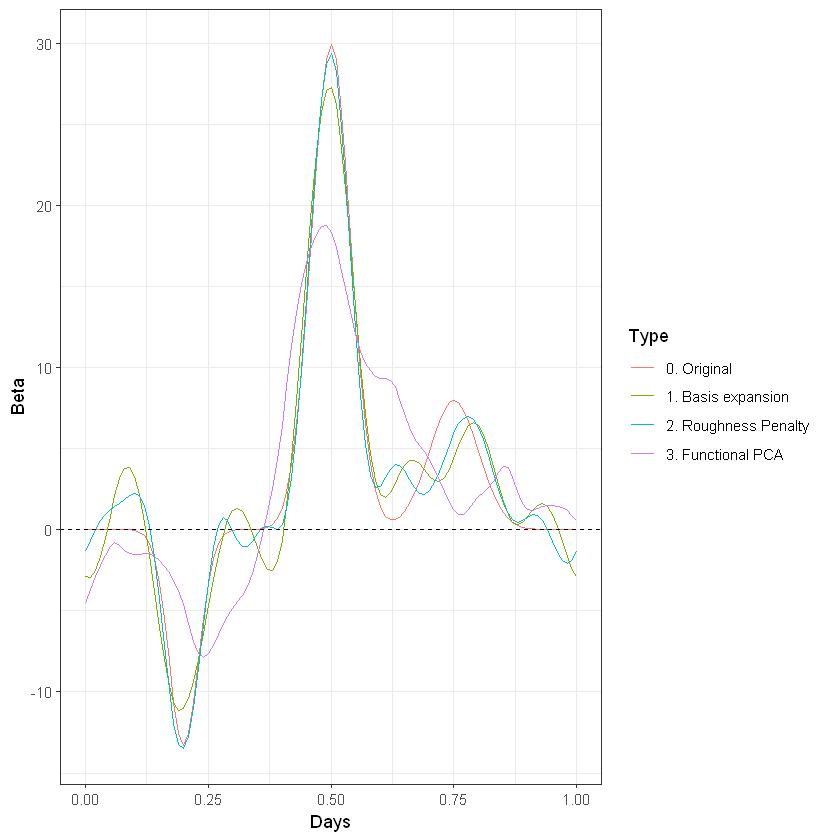 30
20
10
0
-10
Beta
0.00 0.25 0.50 0.75 1.00
Days
Type
0. Original
1. Basis expansion
2. Roughness Penalty
3. Functional PCA